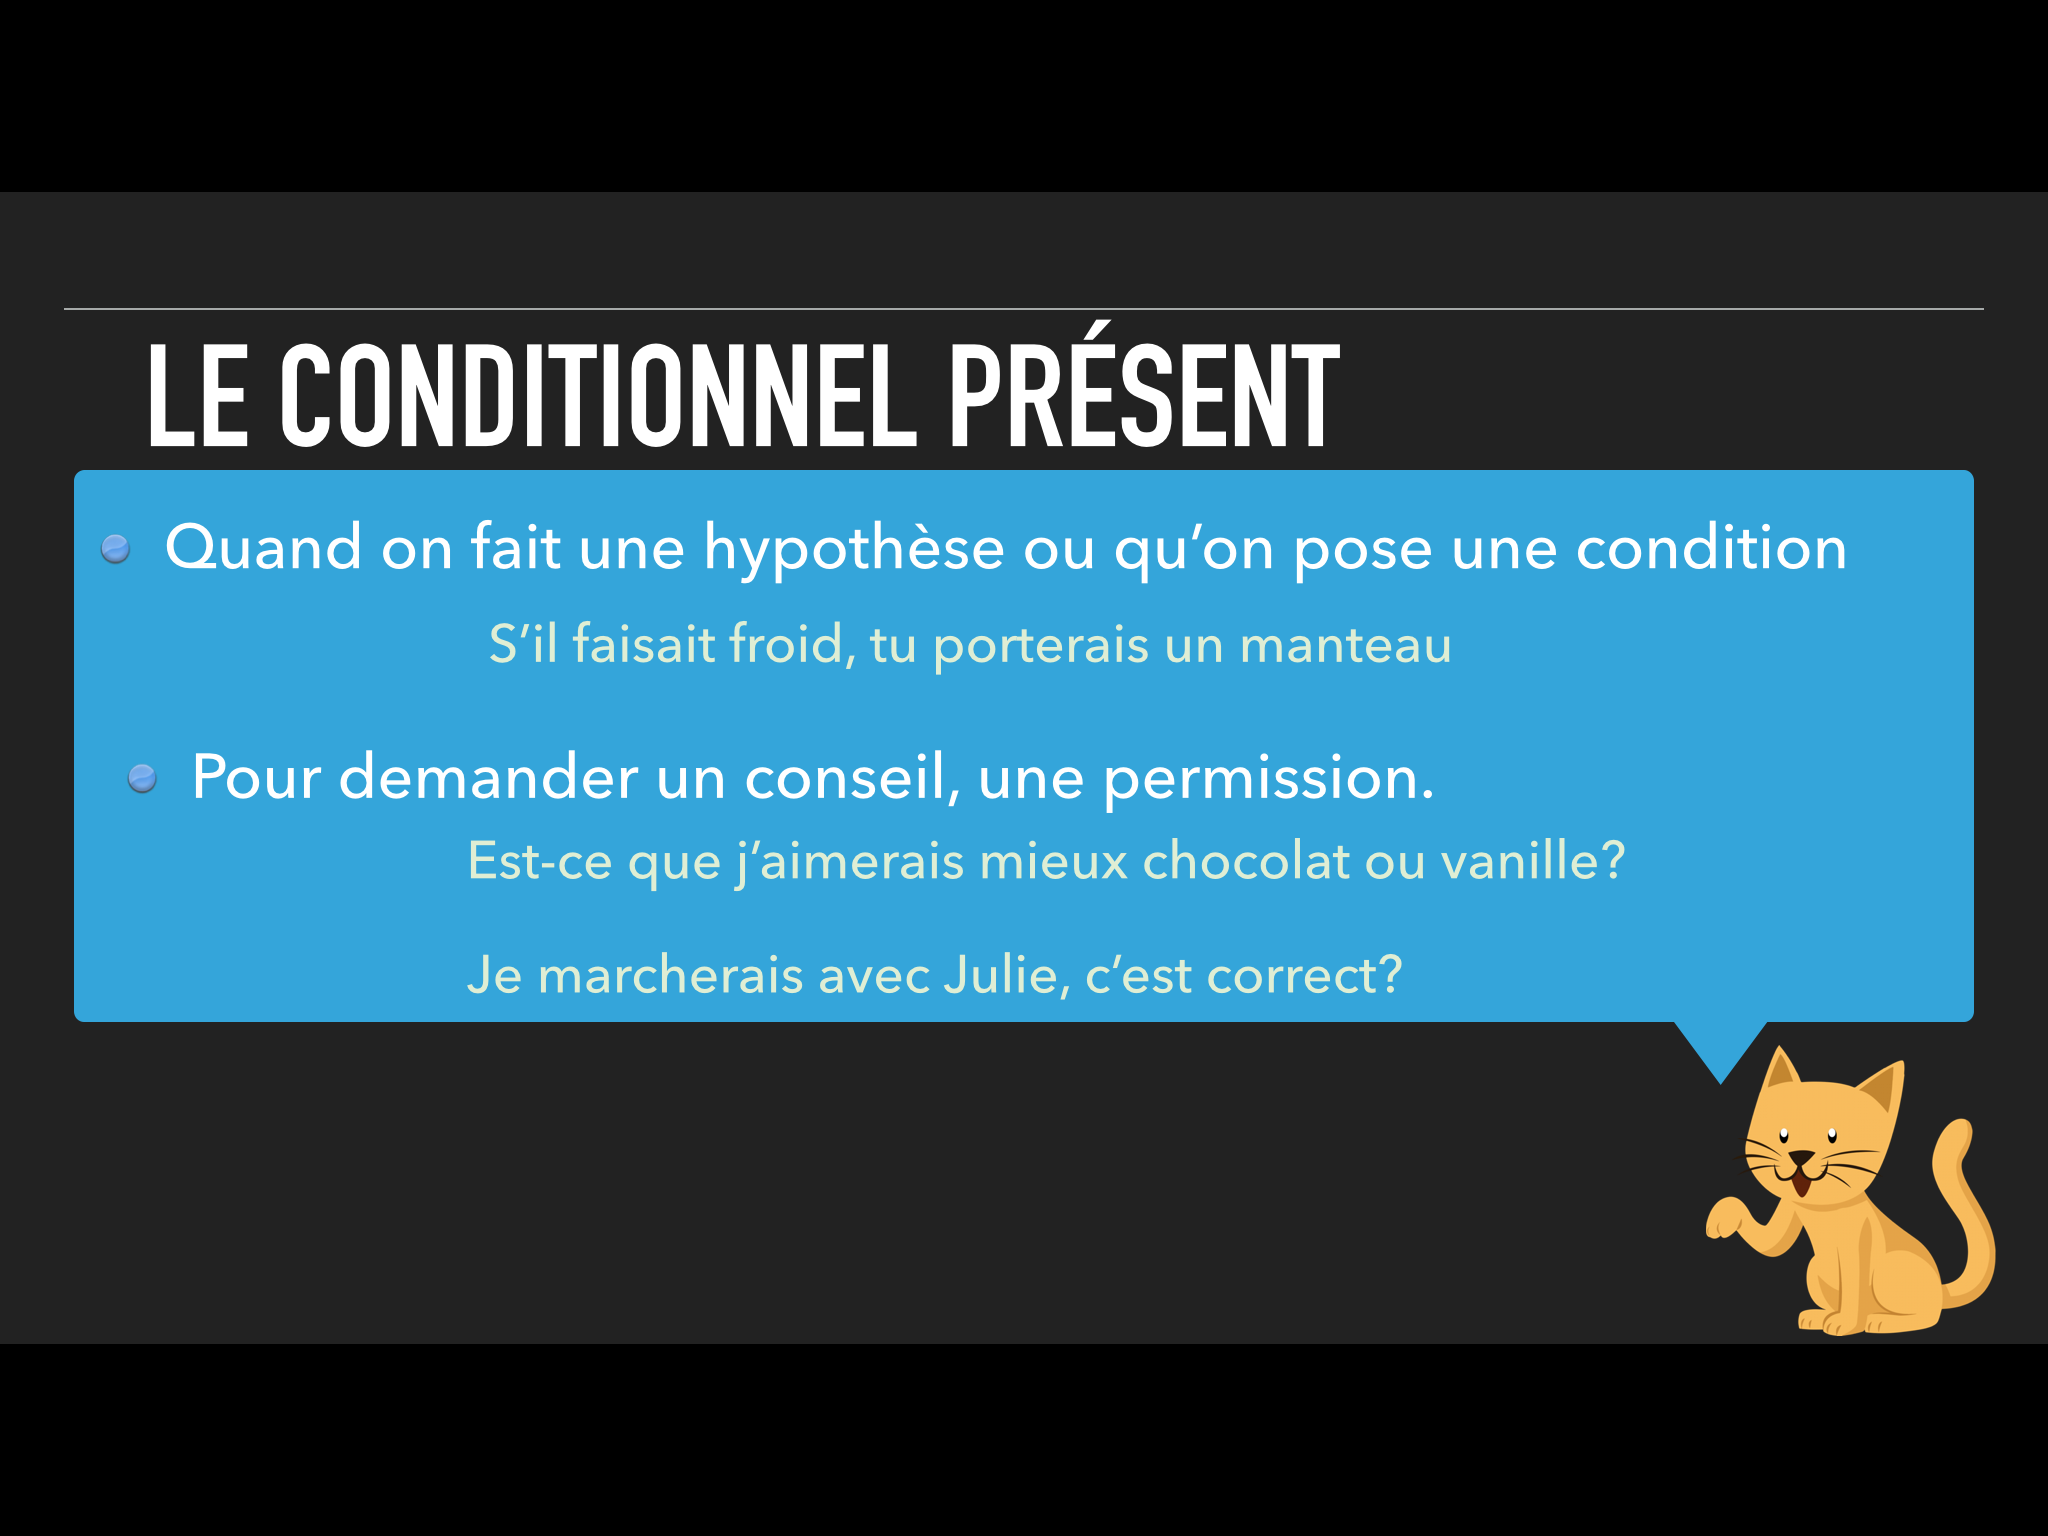 LE CONDITIONNEL PRÉSENT
Quand on fait une hypothèse ou qu’on pose une condition
S’il faisait froid, tu porterais un manteau
Pour demander un conseil, une permission.
Est-ce que j’aimerais mieux chocolat ou vanille?
Je marcherais avec Julie, c’est correct?